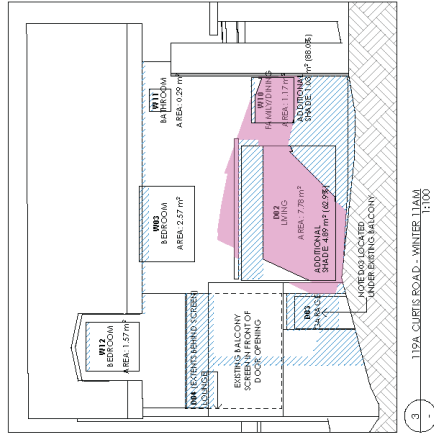 W12
BEDROOM
AREA: 1.57 m²
W03
BEDROOM
AREA: 2.57 m²
W11
BATHROOM
AREA: 0.29 m²
D04 (EXTENTS BEHIND SCREEN)
LOUNGE
EXISTING BALCONY
SCREEN IN FRONT OF
DOOR OPENING
D02
LIVING
AREA: 7.78 m²
ADDITIONAL
SHADE: 4.89 m² (62.9%)
W10
FAMILY/DINING
AREA: 1.17 m²
ADDITIONAL
SHADE: 1.03 m² (88.0%)
D03
GARAGE
NOTE D03 LOCATED
UNDER EXISTING BALCONY
3
-
119A CURTIS ROAD - WINTER 11AM
1:100